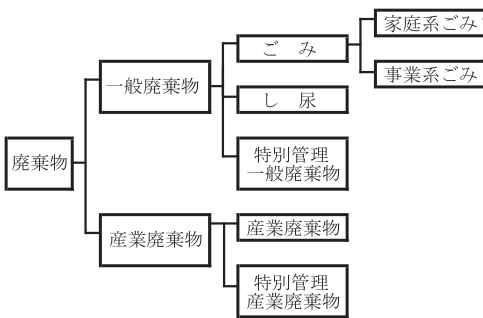 家庭系ごみ
ご み
事業系ごみ
一般廃棄物
し 尿
特別管理
一般廃棄物
廃棄物
産業廃棄物
産業廃棄物
特別管理
産業廃棄物